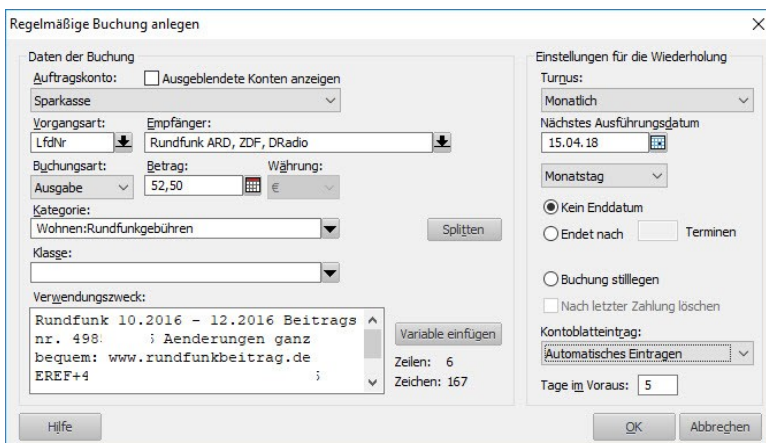 Regelmäßige Buchung anlegen
Daten der Buchung
Auftragskonto:
Ausgeblendete Konten anzeigen
Sparkasse
Vorgangsart:
Empfänger:
LfdNr
Rundfunk ARD, ZDF, DRadio
Buchungsart:
Betrag:
Währung:
Ausgabe
52,50
€
Kategorie:
Wohnen:Rundfunkgebühren
Splitten
Klasse:
Verwendungszweck:
Rundfunk 10.2016 - 12.2016 Beitrags
nr. 498 5 Aenderungen ganz
bequem: www.rundfunkbeitrag.de
EREF+4
Variable einfügen
Zeilen: 6
Zeichen: 167
Einstellungen für die Wiederholung
Turnus:
Monatlich
Nächstes Ausführungsdatum
15.04.18
Monatstag
Kein Enddatum
Endet nach Terminen
Buchung stilllegen
Nach letzter Zahlung löschen
Kontoblatteintrag:
Automatisches Eintragen
Tage im Voraus: 5
Hilfe
OK
Abbrechen